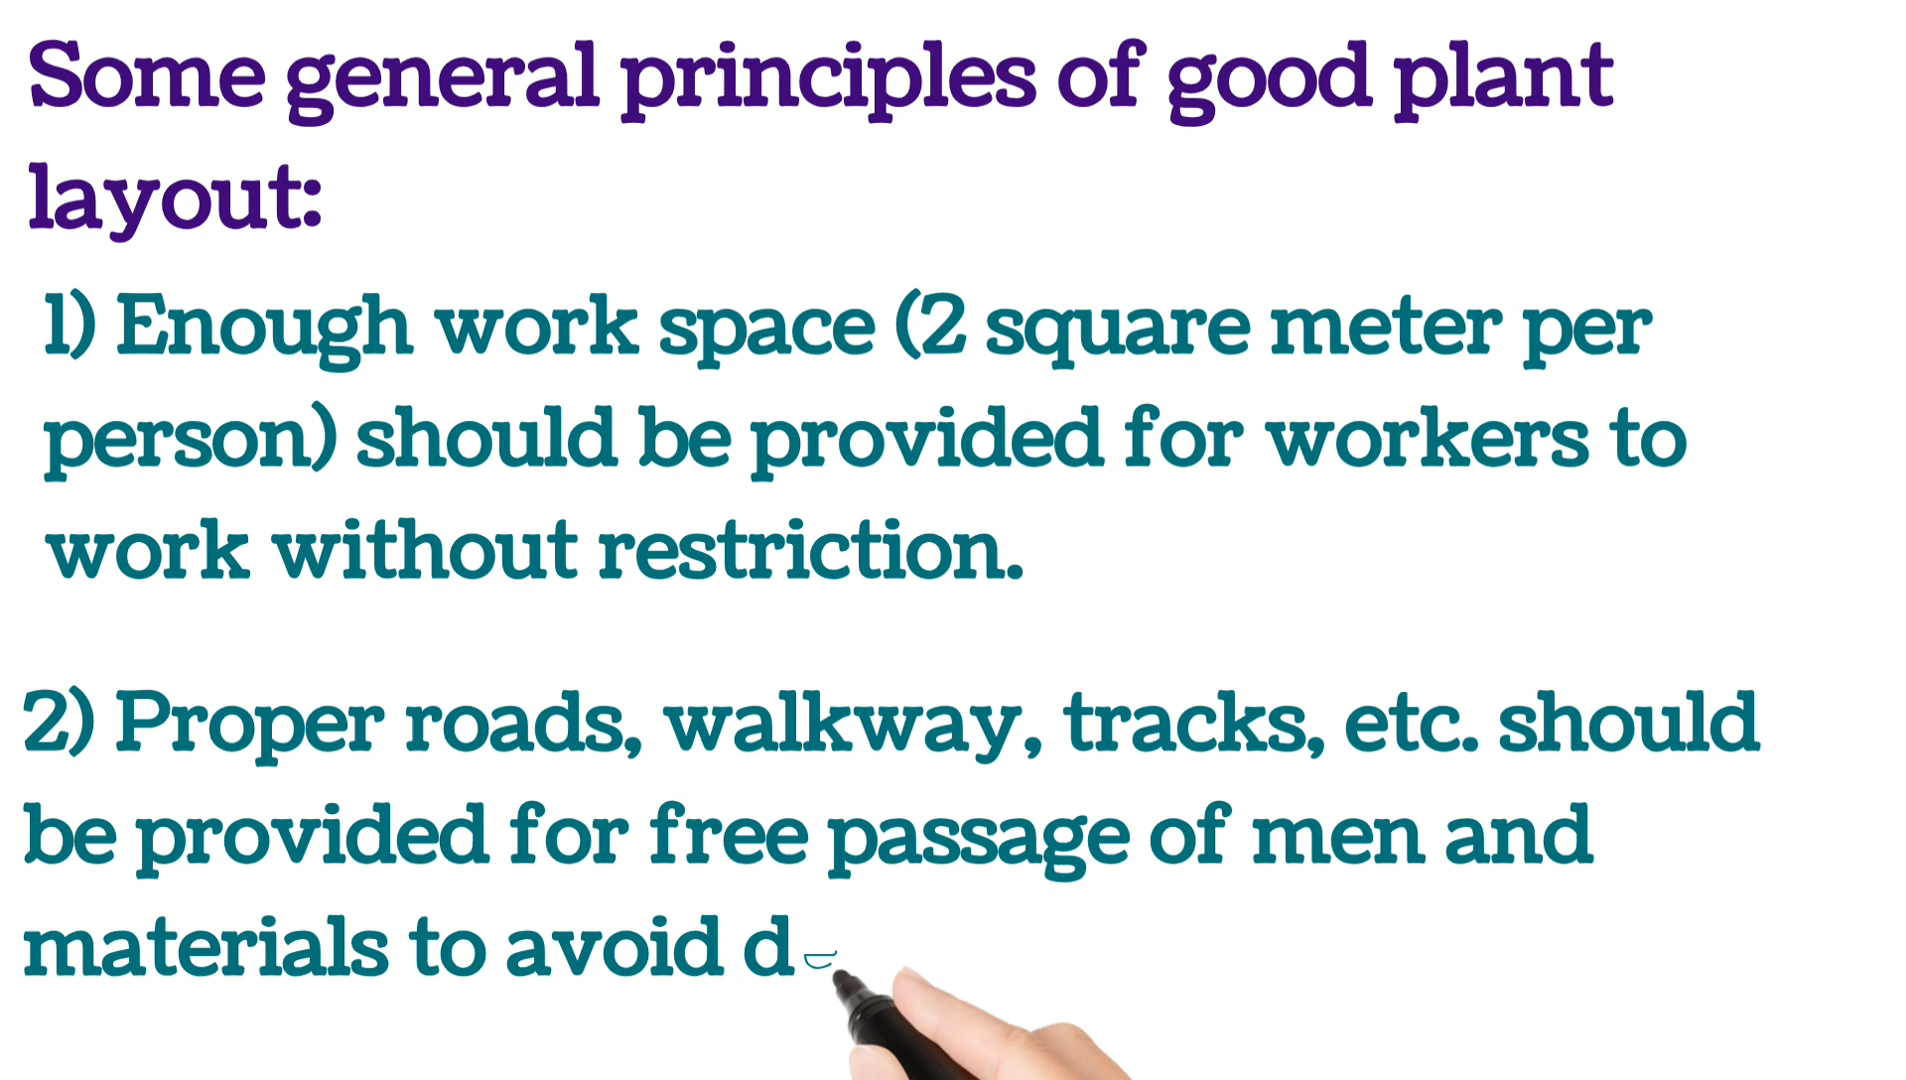 Some general principles of good plant
layout:
1) Enough work space (2 square meter per
person) should be provided for workers to
work without restriction.
2) Proper roads, walkway, tracks, etc. should
be provided for free passage of men and
materials to avoid d